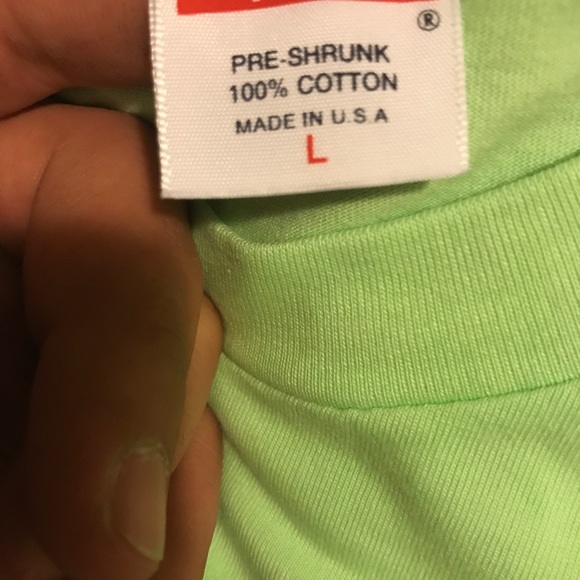 ®
PRE-SHRUNK
100% COTTON
MADE IN U.S.A
L